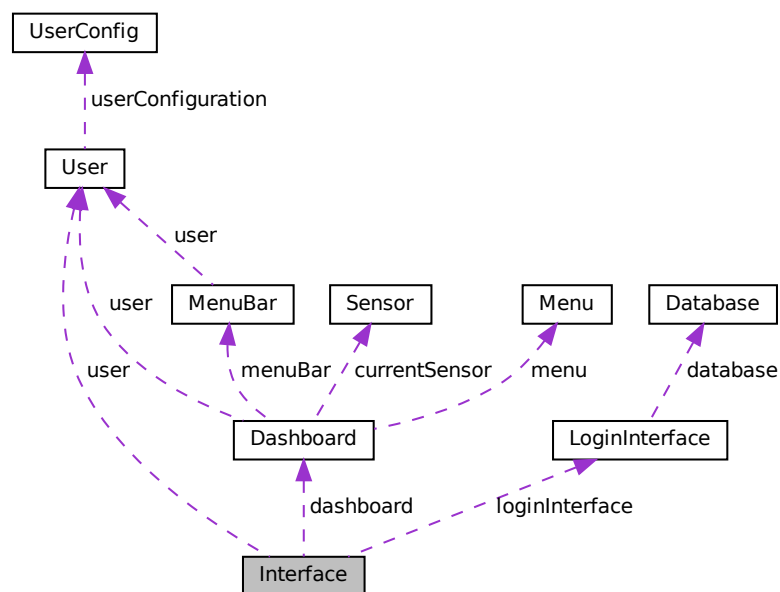 UserConfig
userConfiguration
User
user
MenuBar
Sensor
Menu
Database
user
user
menuBar
currentSensor
menu
database
Dashboard
LoginInterface
dashboard
loginInterface
Interface